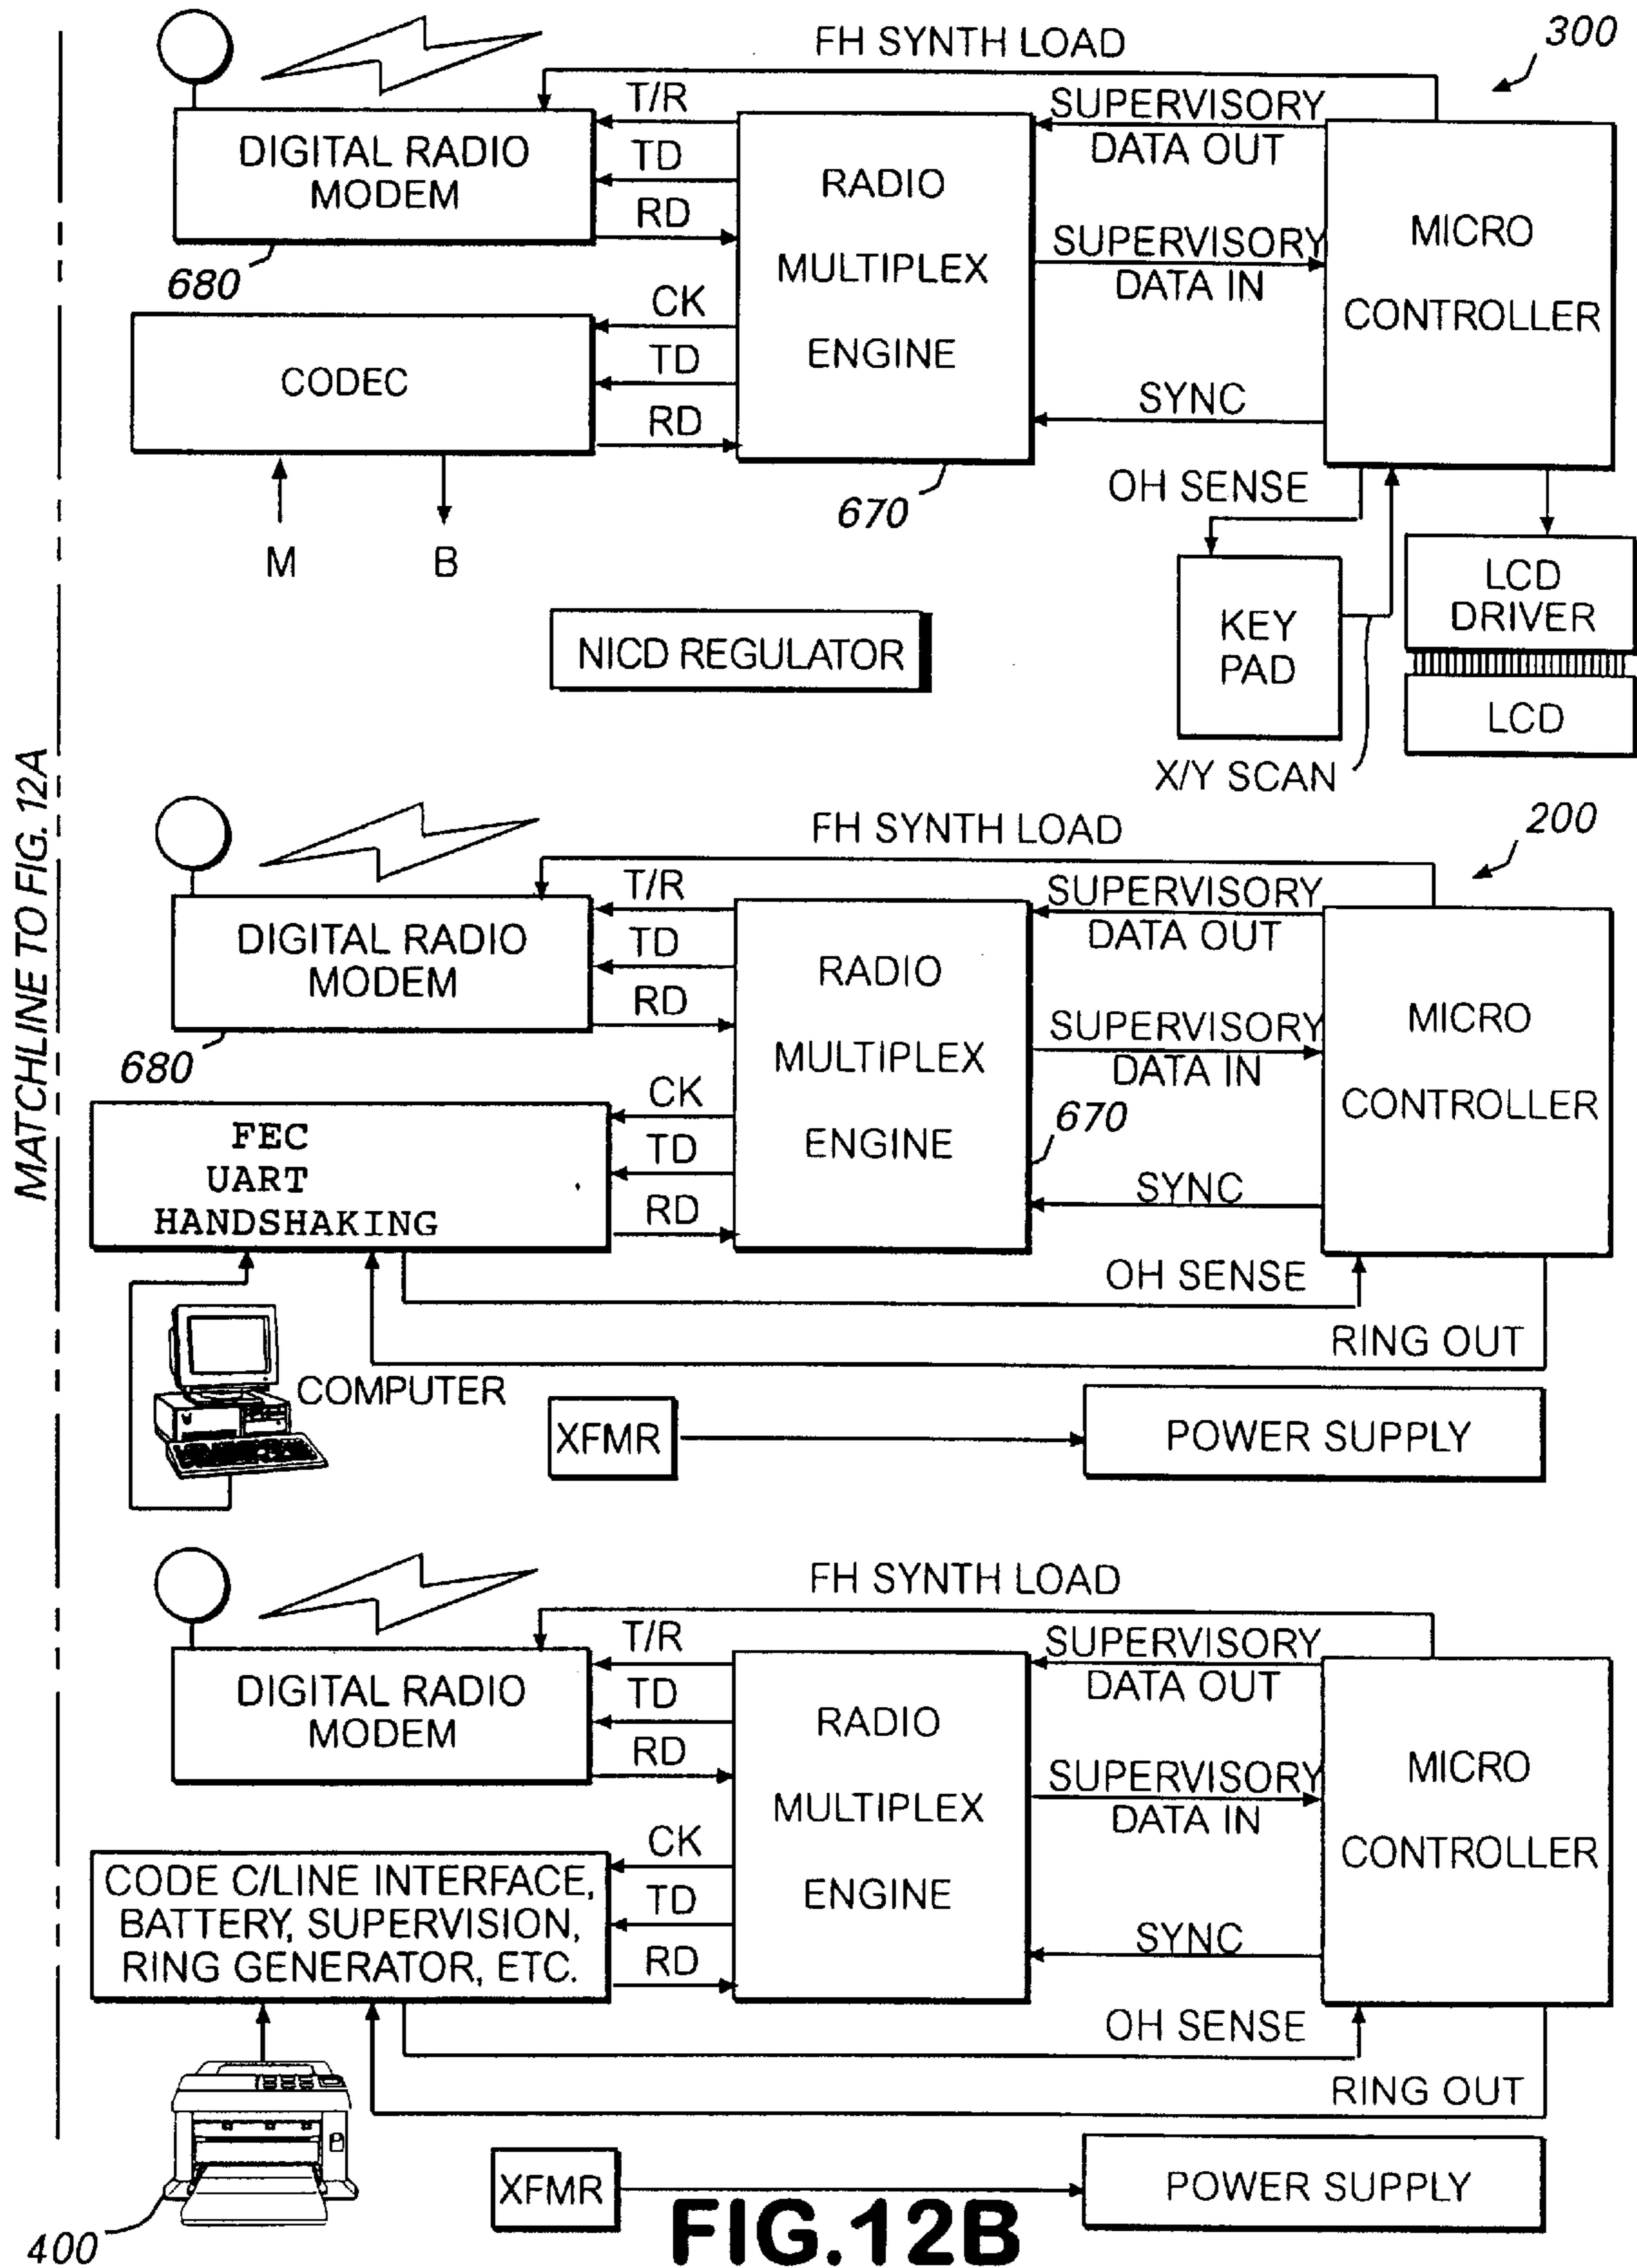 FH SYNTH LOAD
300
T/R
SUPERVISORY
DATA OUT
DIGITAL RADIO
MODEM
TD
RADIO
RD
SUPERVISORY
MICRO
680
MULTIPLEX
DATA IN
CK
CONTROLLER
CODEC
TD
ENGINE
SYNC
RD
OH SENSE
670
M
B
LCD
DRIVER
KEY
PAD
NICD REGULATOR
LCD
X/Y SCAN
MATCHLINE TO FIG. 12A
FH SYNTH LOAD
200
T/R
SUPERVISORY
DATA OUT
DIGITAL RADIO
MODEM
TD
RADIO
RD
SUPERVISORY
MICRO
680
MULTIPLEX
DATA IN
CK
670
CONTROLLER
FEC
UART
HANDSHAKING
TD
ENGINE
SYNC
RD
OH SENSE
RING OUT
COMPUTER
XFMR
POWER SUPPLY
FH SYNTH LOAD
T/R
SUPERVISORY
DATA OUT
DIGITAL RADIO
MODEM
TD
RADIO
RD
SUPERVISORY
MICRO
MULTIPLEX
DATA IN
CK
CONTROLLER
CODE C/LINE INTERFACE,
BATTERY, SUPERVISION,
RING GENERATOR, ETC.
TD
ENGINE
SYNC
RD
OH SENSE
RING OUT
XFMR
POWER SUPPLY
400
FIG.12B